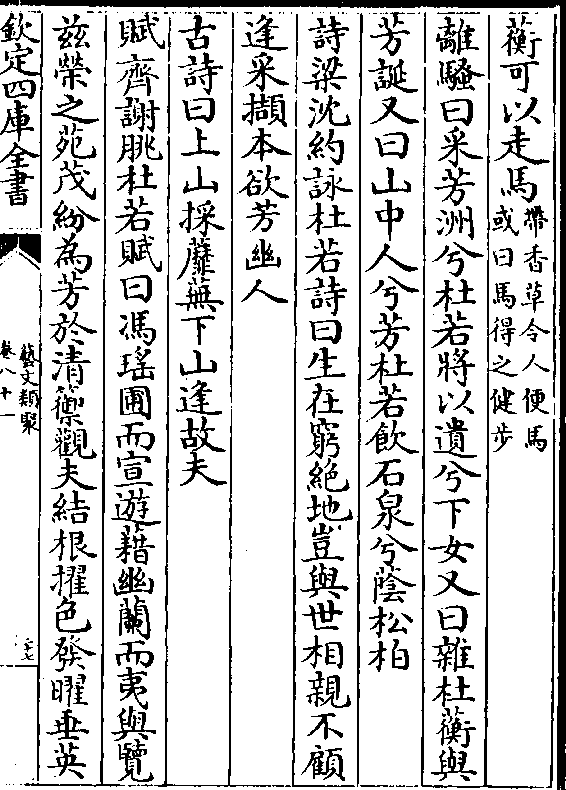 蘅可以走馬帶香草令人便馬
或曰馬得之健步
離騷曰采芳洲兮杜若將以遺兮下女又曰雜杜蘅與
芳誕又曰山中人兮芳杜若飲石泉兮蔭松柏
詩梁沈約詠杜若詩曰生在窮絶地豈與世相親不顧
逢采擷本欲芳幽人
古詩曰上山採蘼蕪下山逢故夫
賦齊謝朓杜若賦曰馮瑤圃而宣遊藉幽蘭而夷與覽
兹榮之苑茂紛為芳於清籞觀夫結根擢色發曜垂英
欽定四庫全書
藝文類聚
卷八十一
二七